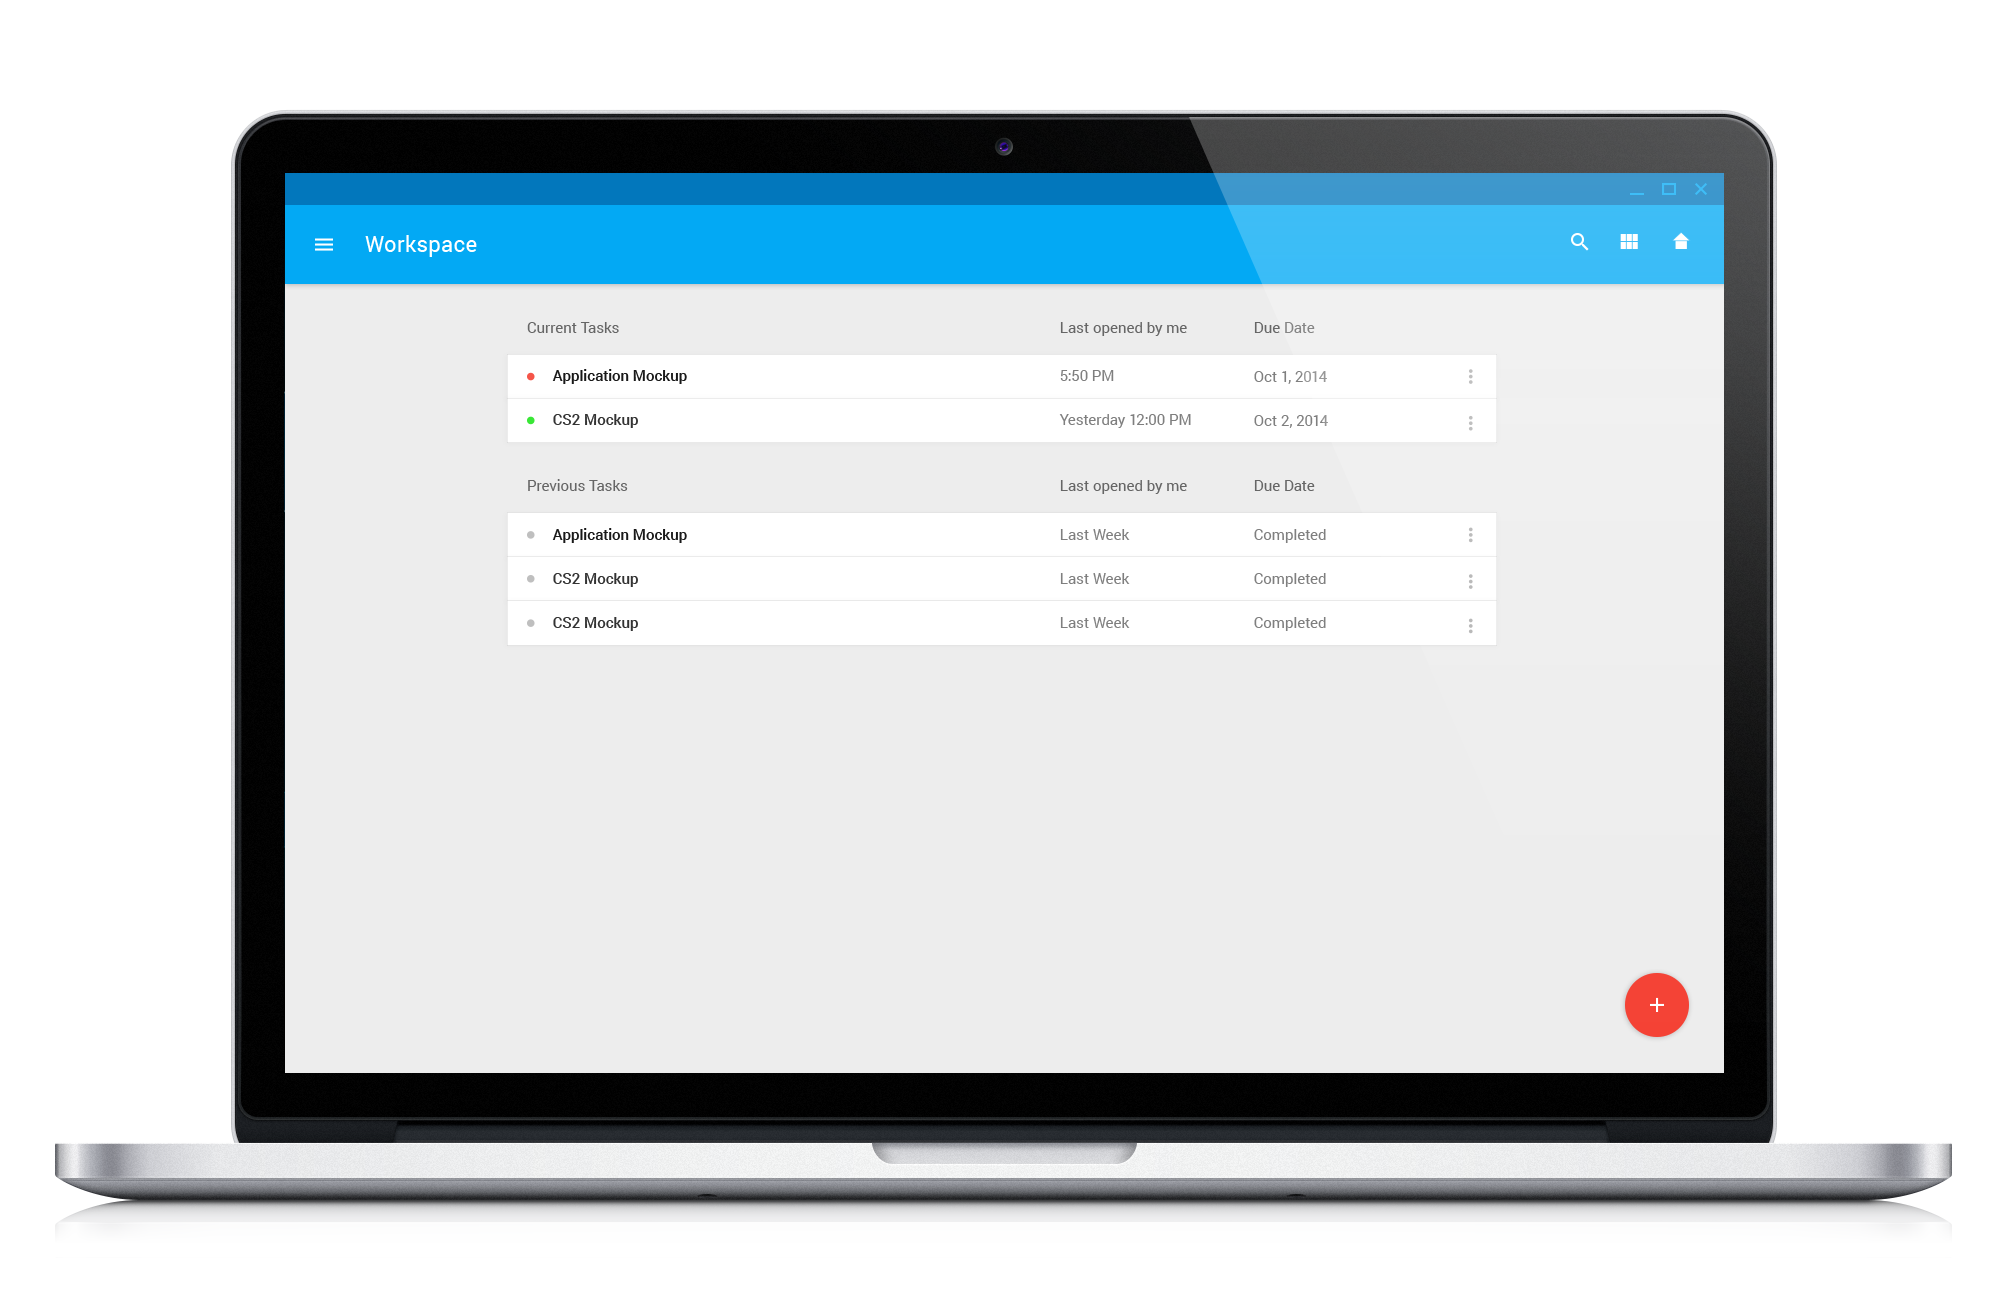 Workspace
Current Tasks Last opened by me Due Date
Application Mockup 5:50 PM Oct 1, 2014
CS2 Mockup Yesterday 12:00 PM Oct 2, 2014
Previous Tasks Last opened by me Due Date
Application Mockup Last Week Completed
CS2 Mockup Last Week Completed
CS2 Mockup Last Week Completed